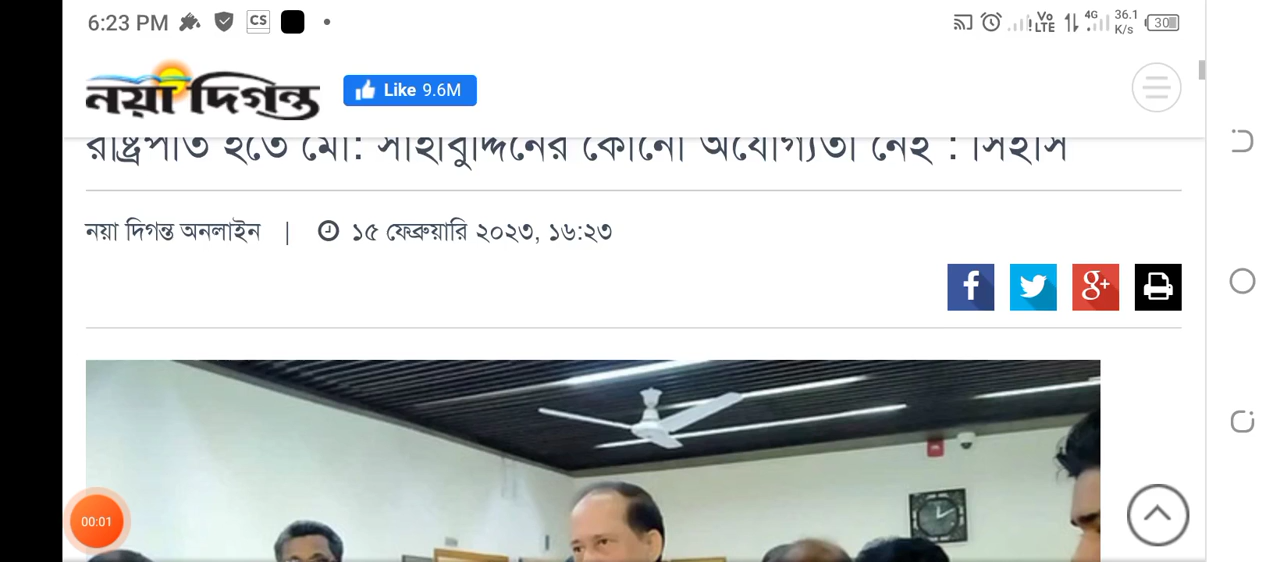 6:23 PM CS Vo LTE 4G 36.1 K/s 30
নয়া দিগন্ত Like 9.6M
রাষ্ট্রপতি হতে মো: সাহাবুদ্দিনের কোনো অযোগ্যতা নেই : সিইসি
নয়া দিগন্ত অনলাইন | ১৫ ফেব্রুয়ারি ২০২৩, ১৬:২৩
f g+
00:01